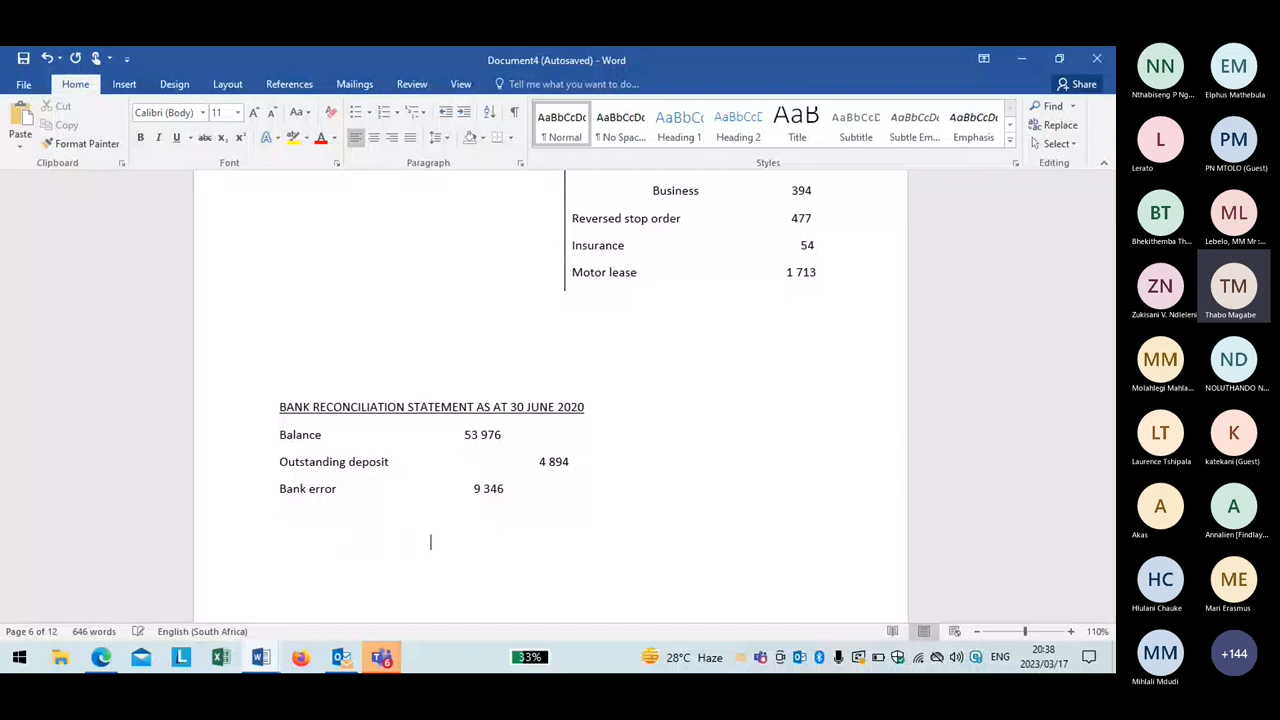 Document4 (Autosaved) - Word
File Home Insert Design Layout References Mailings Review View Tell me what you want to do... Share
Paste
Cut
Copy
Format Painter
Clipboard
Calibri (Body) 11
Font
Paragraph
AaBbCcDc AaBbCcDc AaBbCc AaBbCcD AaB AaBbCcD AaBbCcDc AaBbCcDc
¶ Normal ¶ No Spac... Heading 1 Heading 2 Title Subtitle Subtle Em... Emphasis
Styles
Find
Replace
Select
Editing
Business 394
Reversed stop order 477
Insurance 54
Motor lease 1 713
BANK RECONCILIATION STATEMENT AS AT 30 JUNE 2020
Balance 53 976
Outstanding deposit 4 894
Bank error 9 346
Page 6 of 12 646 words English (South Africa) 110%
33% 28°C Haze ENG 20:38
2023/03/17
NN EM
Nthabiseng P Ng... Elphus Mathebula
L PM
Lerato PN MTOLO (Guest)
BT ML
Bhekithemba Th... Lebelo, MM Mr :...
ZN TM
Zukisani V. Ndleleni Thabo Magabe
MM ND
Molahlegi Mahla... NOLUTHANDO N...
LT K
Laurence Tshipala katekani (Guest)
A A
Akas Annalien [Findlay...
HC ME
Hlulani Chauke Mari Erasmus
MM +144
Mihlali Mdudi